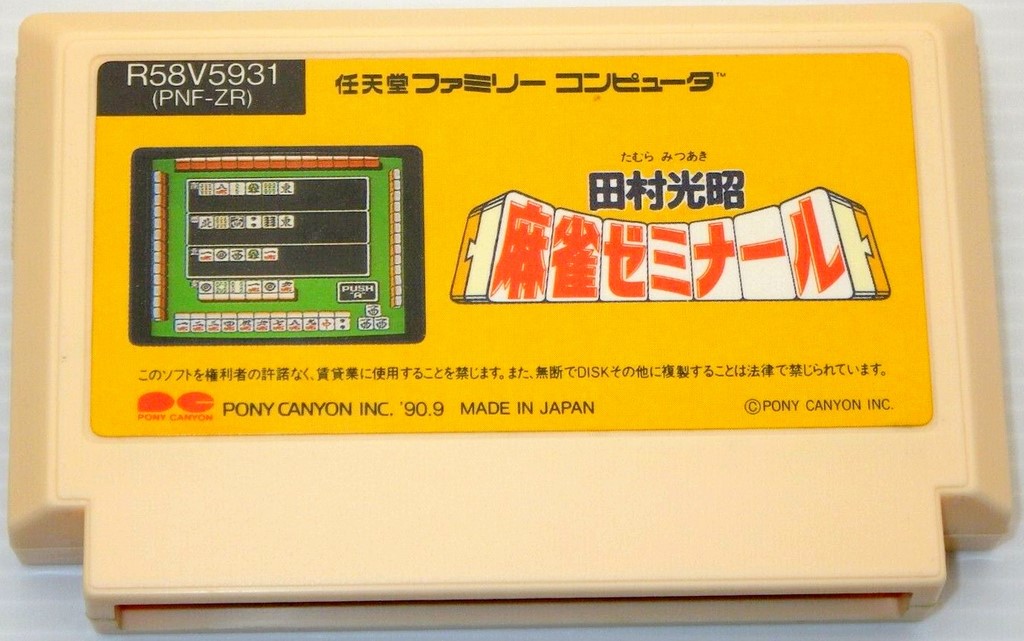 R58V5931
(PNF-ZR)
任天堂ファミリー コンピュータ™
たむら みつあき
田村光昭
麻雀ゼミナール
PUSH
"A"
このソフトを権利者の許諾なく、賃貸業に使用することを禁じます。また、無断でDISKその他に複製することは法律で禁じられています。
PONY CANYON
PONY CANYON INC. '90.9 MADE IN JAPAN
©PONY CANYON INC.